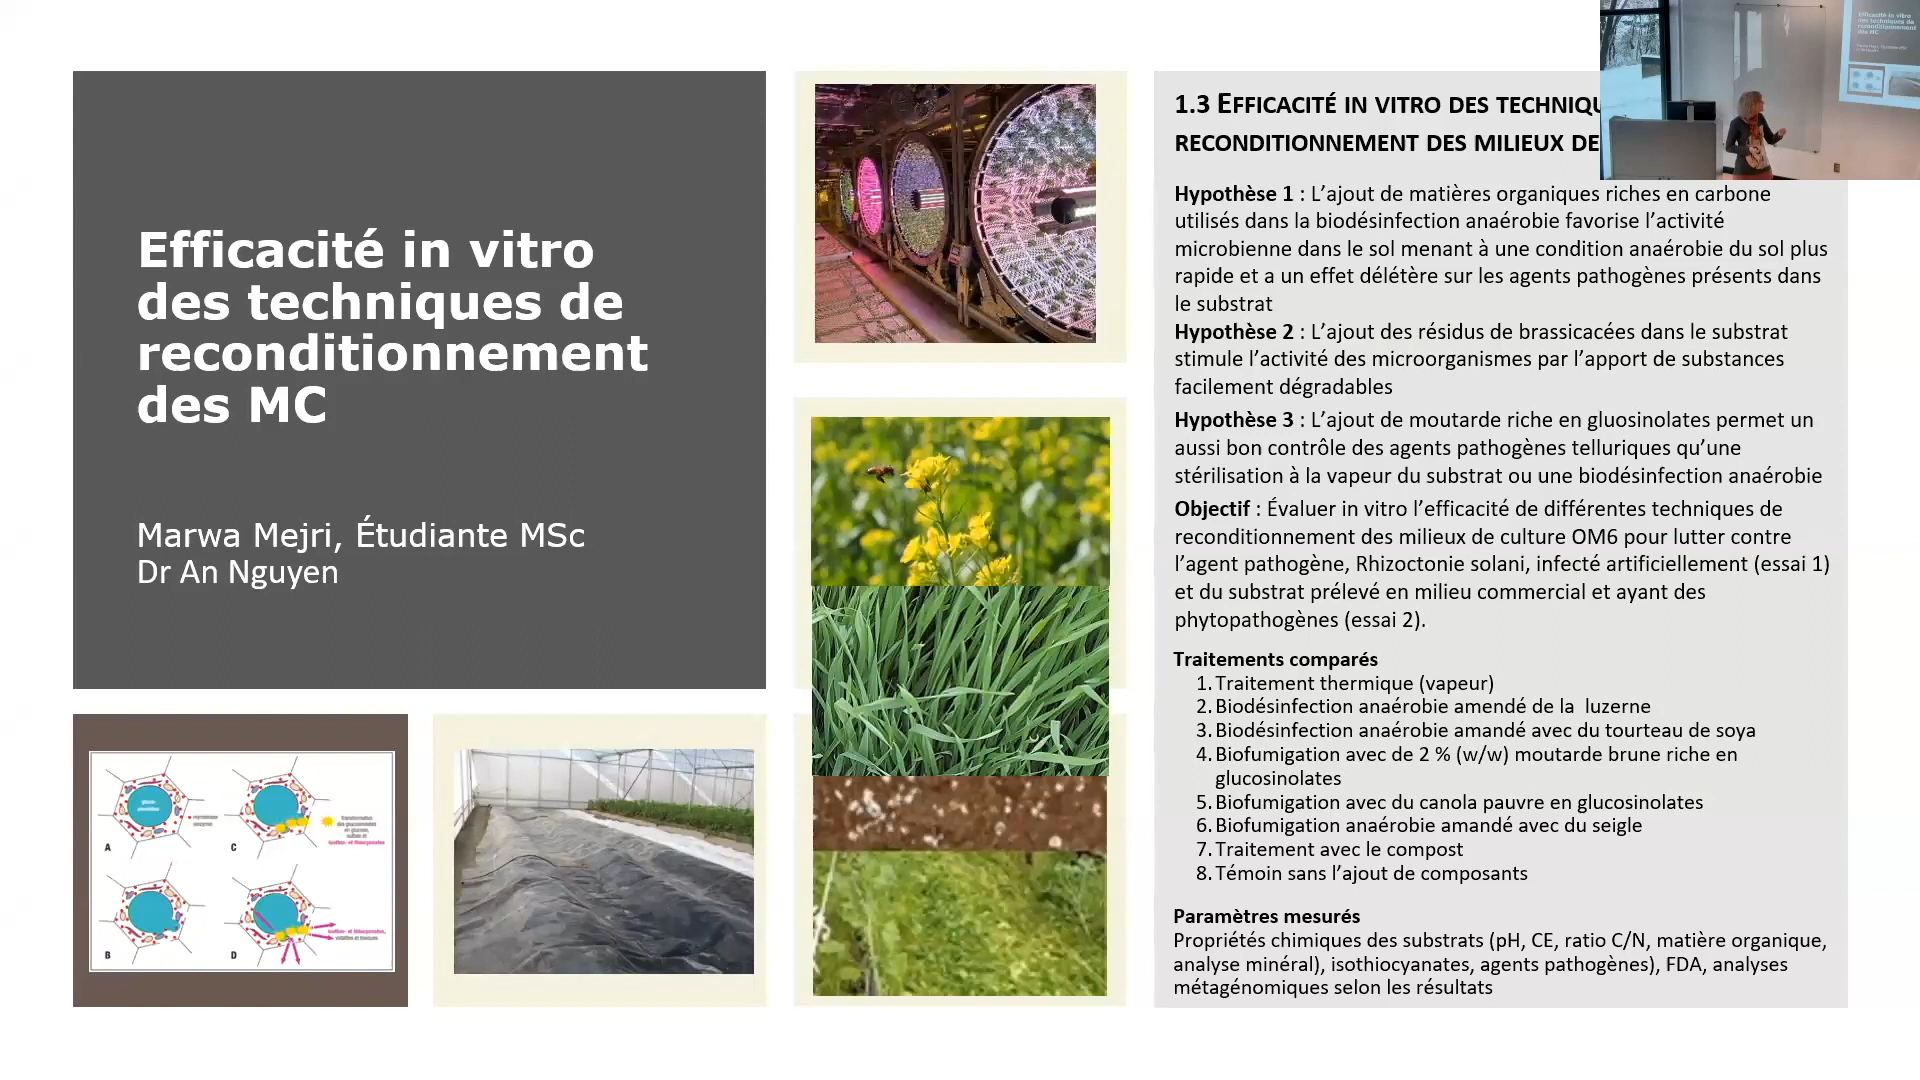 Efficacité in vitro
des techniques de
reconditionnement
des MC
Marwa Mejri, Étudiante MSc
Dr An Nguyen
A
C
B
D
1.3 EFFICACITÉ IN VITRO DES
RECONDITIONNEMENT DES MILIEUX DE
Hypothèse 1 : L’ajout de matières organiques riches en carbone
utilisés dans la biodésinfection anaérobie favorise l’activité
microbienne dans le sol menant à une condition anaérobie du sol plus
rapide et a un effet délétère sur les agents pathogènes présents dans
le substrat
Hypothèse 2 : L’ajout des résidus de brassicacées dans le substrat
stimule l’activité des microorganismes par l’apport de substances
facilement dégradables
Hypothèse 3 : L’ajout de moutarde riche en gluosinolates permet un
aussi bon contrôle des agents pathogènes telluriques qu’une
stérilisation à la vapeur du substrat ou une biodésinfection anaérobie
Objectif : Évaluer in vitro l’efficacité de différentes techniques de
reconditionnement des milieux de culture OM6 pour lutter contre
l’agent pathogène, Rhizoctonie solani, infecté artificiellement (essai 1)
et du substrat prélevé en milieu commercial et ayant des
phytopathogènes (essai 2).
Traitements comparés
1. Traitement thermique (vapeur)
2. Biodésinfection anaérobie amendé de la luzerne
3. Biodésinfection anaérobie amandé avec du tourteau de soya
4. Biofumigation avec de 2 % (w/w) moutarde brune riche en
glucosinolates
5. Biofumigation avec du canola pauvre en glucosinolates
6. Biofumigation anaérobie amandé avec du seigle
7. Traitement avec le compost
8. Témoin sans l’ajout de composants
Paramètres mesurés
Propriétés chimiques des substrats (pH, CE, ratio C/N, matière organique,
analyse minéral), isothiocyanates, agents pathogènes), FDA, analyses
métagénomiques selon les résultats